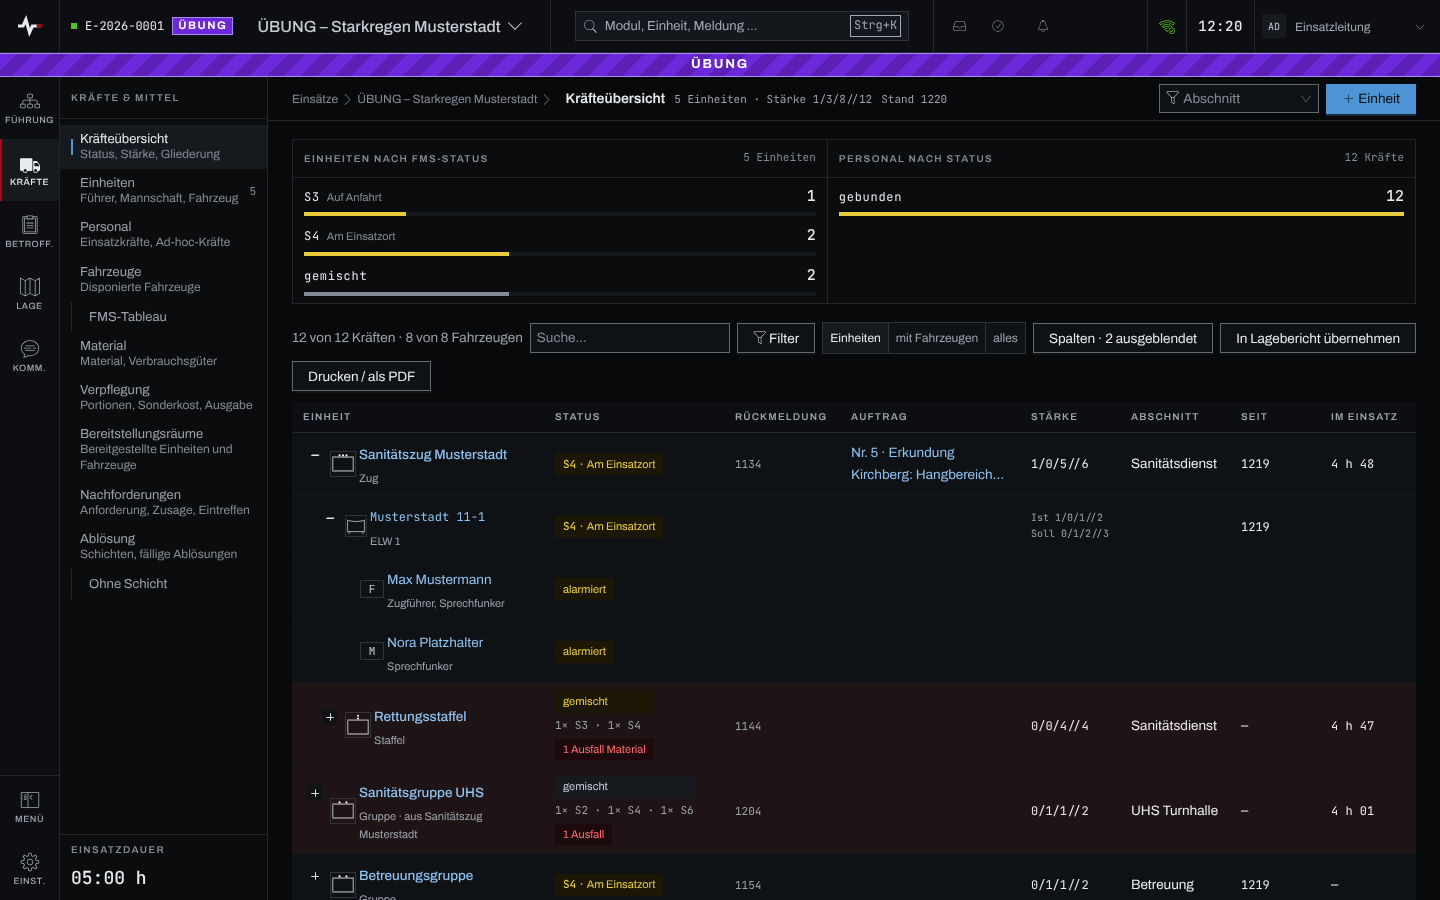 E-2026-0001 ÜBUNG ÜBUNG – Starkregen Musterstadt Modul, Einheit, Meldung ... Strg+K 12:20 AD Einsatzleitung
ÜBUNG
FÜHRUNG
KRÄFTE
BETROFF.
LAGE
KOMM.
MENÜ
EINST.
KRÄFTE & MITTEL
Kräfteübersicht
Status, Stärke, Gliederung
Einheiten
Führer, Mannschaft, Fahrzeug 5
Personal
Einsatzkräfte, Ad-hoc-Kräfte
Fahrzeuge
Disponierte Fahrzeuge
FMS-Tableau
Material
Material, Verbrauchsgüter
Verpflegung
Portionen, Sonderkost, Ausgabe
Bereitstellungsräume
Bereitgestellte Einheiten und
Fahrzeuge
Nachforderungen
Anforderung, Zusage, Eintreffen
Ablösung
Schichten, fällige Ablösungen
Ohne Schicht
EINSATZDAUER
05:00 h
Einsätze ÜBUNG – Starkregen Musterstadt Kräfteübersicht 5 Einheiten · Stärke 1/3/8//12 Stand 1220 Abschnitt + Einheit
EINHEITEN NACH FMS-STATUS 5 Einheiten
S3 Auf Anfahrt 1
S4 Am Einsatzort 2
gemischt 2
PERSONAL NACH STATUS 12 Kräfte
gebunden 12
12 von 12 Kräften · 8 von 8 Fahrzeugen Suche... Filter Einheiten mit Fahrzeugen alles Spalten · 2 ausgeblendet In Lagebericht übernehmen
Drucken / als PDF
EINHEIT STATUS RÜCKMELDUNG AUFTRAG STÄRKE ABSCHNITT SEIT IM EINSATZ
– Sanitätszug Musterstadt
Zug
S4 · Am Einsatzort 1134
Nr. 5 · Erkundung
Kirchberg: Hangbereich...
1/0/5//6 Sanitätsdienst 1219 4 h 48
– Musterstadt 11-1
ELW 1
S4 · Am Einsatzort
Ist 1/0/1//2
Soll 0/1/2//3
1219
F Max Mustermann
Zugführer, Sprechfunker
alarmiert
M Nora Platzhalter
Sprechfunker
alarmiert
+ Rettungsstaffel
Staffel
gemischt
1× S3 · 1× S4
1 Ausfall Material
1144 0/0/4//4 Sanitätsdienst – 4 h 47
+ Sanitätsgruppe UHS
Gruppe · aus Sanitätszug
Musterstadt
gemischt
1× S2 · 1× S4 · 1× S6
1 Ausfall
1204 0/1/1//2 UHS Turnhalle – 4 h 01
+ Betreuungsgruppe
Gruppe
S4 · Am Einsatzort 1154 0/1/1//2 Betreuung 1219 –